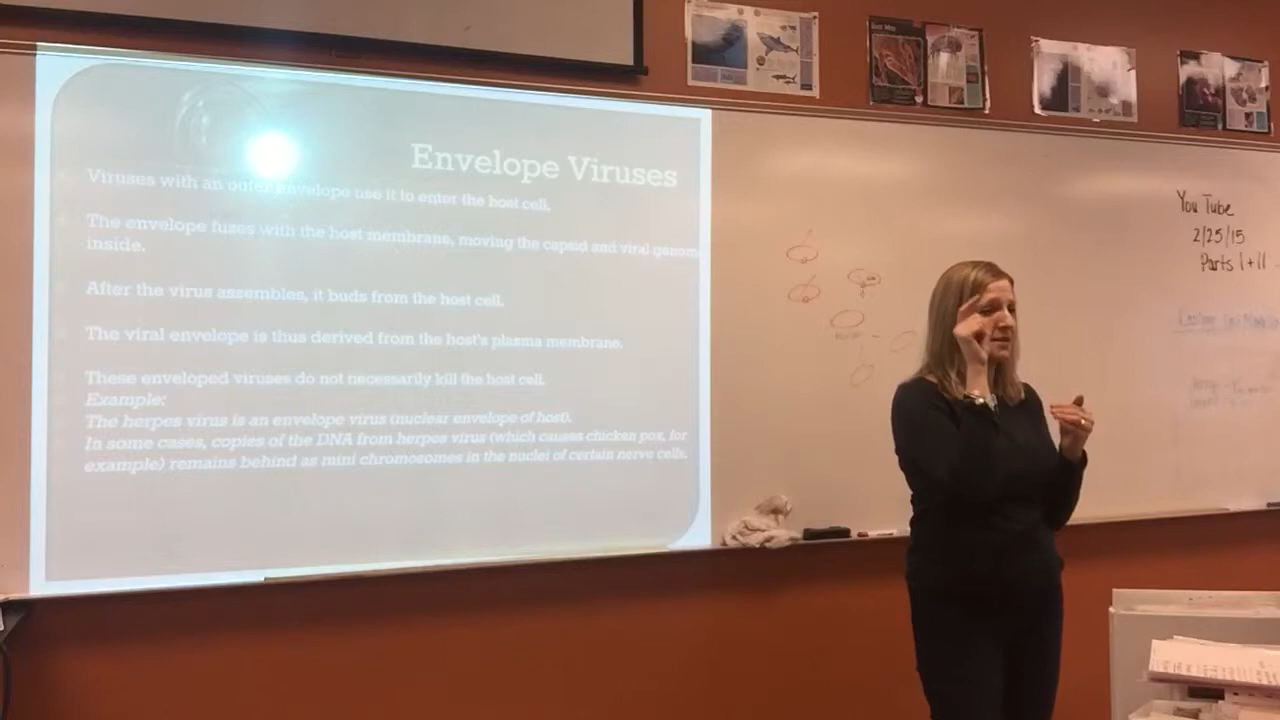 Envelope Viruses
Viruses with an outer envelope use it to enter the host cell.
The envelope fuses with the host membrane, moving the capsid and viral genom
inside.
After the virus assembles, it buds from the host cell.
The viral envelope is thus derived from the host's plasma membrane.
These enveloped viruses do not necessarily kill the host cell.
Example:
The herpes virus is an envelope virus (nuclear envelope of host).
In some cases, copies of the DNA from herpes virus (which causes chicken pox, for
example) remains behind as mini chromosomes in the nuclei of certain nerve cells.
You Tube
2/25/15
Parts I + II